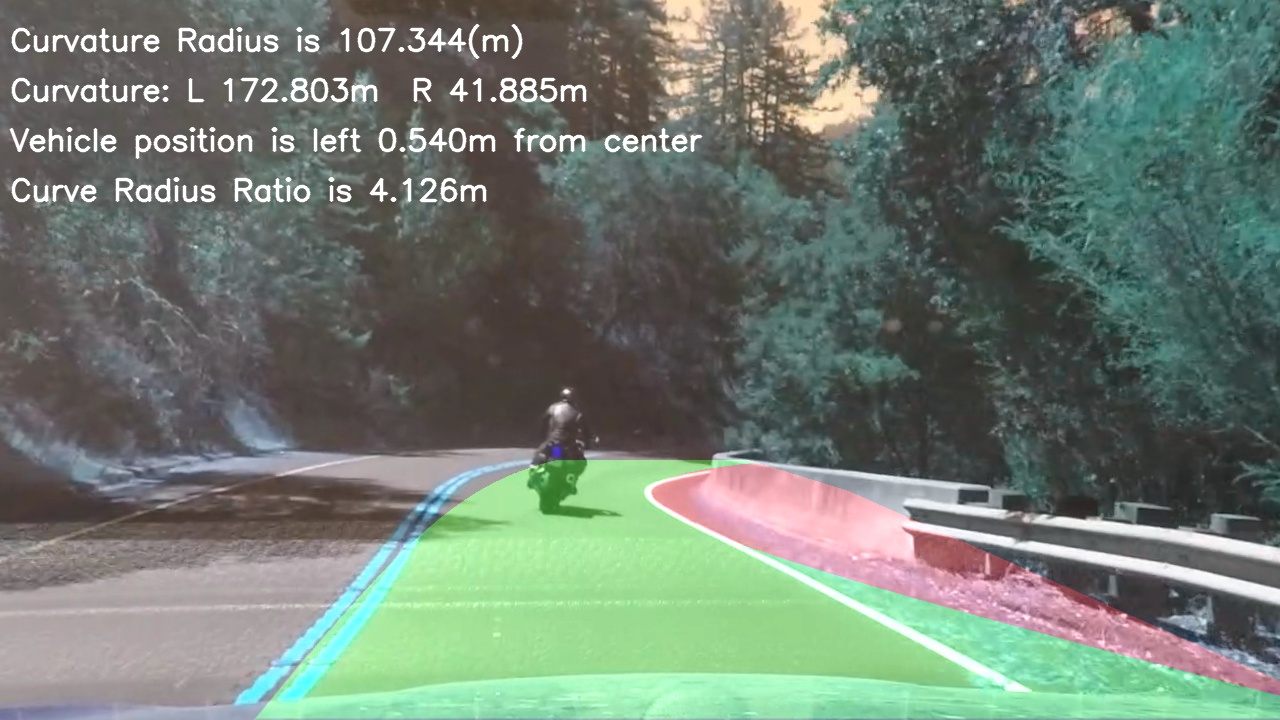 Curvature Radius is 107.344(m)
Curvature: L 172.803m R 41.885m
Vehicle position is left 0.540m from center
Curve Radius Ratio is 4.126m